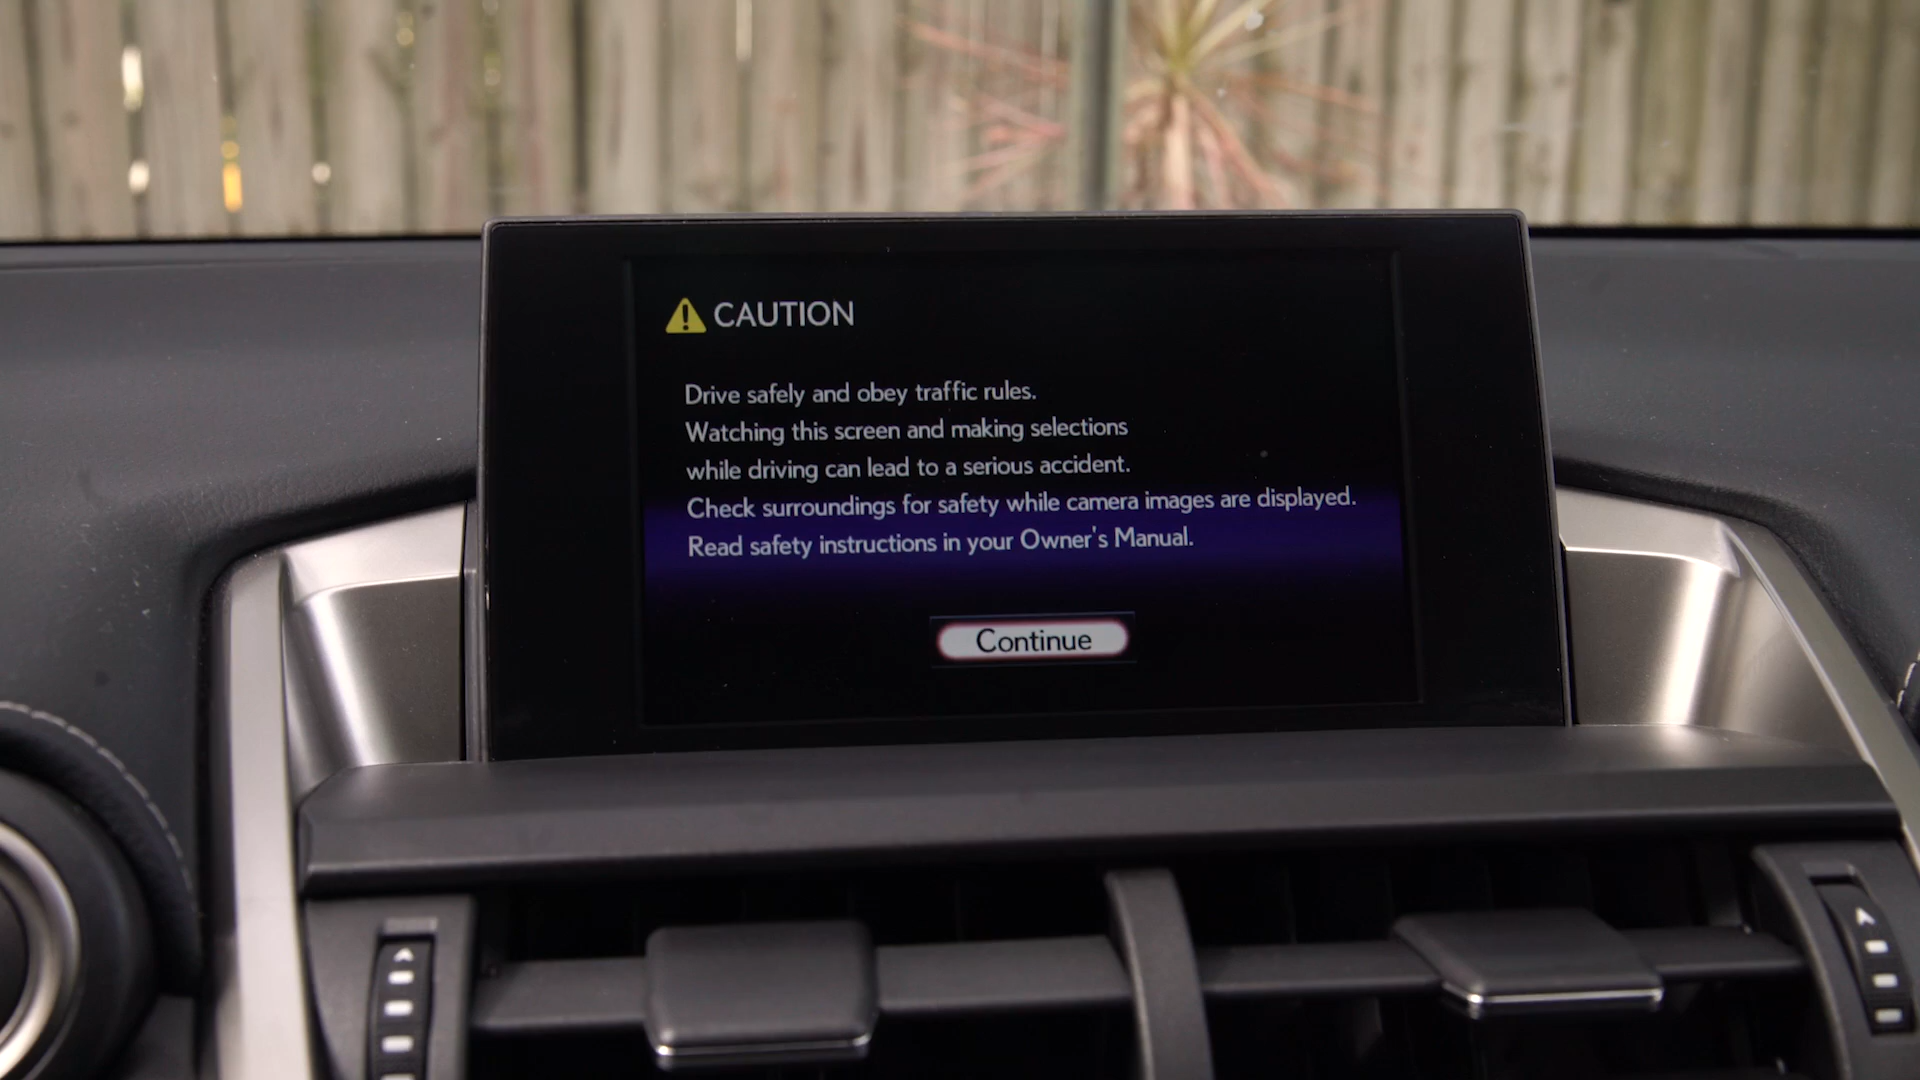 CAUTION
Drive safely and obey traffic rules.
Watching this screen and making selections
while driving can lead to a serious accident.
Check surroundings for safety while camera images are displayed.
Read safety instructions in your Owner's Manual.
Continue